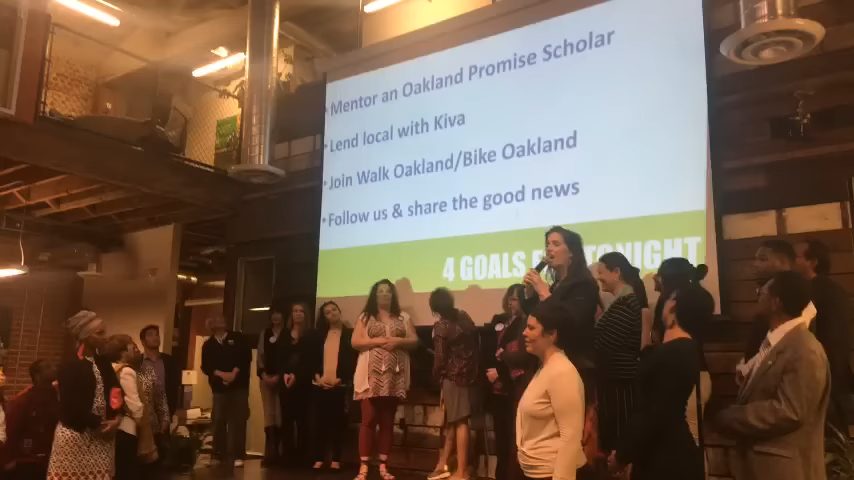 • Mentor an Oakland Promise Scholar
• Lend local with Kiva
• Join Walk Oakland/Bike Oakland
• Follow us & share the good news
4 GOALS TONIGHT